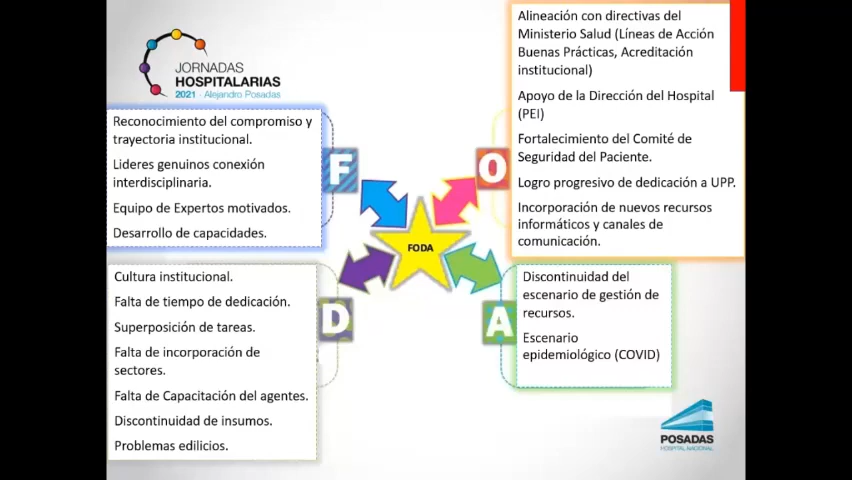 JORNADAS
HOSPITALARIAS
2021 - Alejandro Posadas
Reconocimiento del compromiso y
trayectoria institucional.
Lideres genuinos conexión
interdisciplinaria.
Equipo de Expertos motivados.
Desarrollo de capacidades.
F
Alineación con directivas del
Ministerio Salud (Líneas de Acción
Buenas Prácticas, Acreditación
institucional)
Apoyo de la Dirección del Hospital
(PEI)
Fortalecimiento del Comité de
Seguridad del Paciente.
Logro progresivo de dedicación a UPP.
Incorporación de nuevos recursos
informáticos y canales de
comunicación.
O
FODA
Cultura institucional.
Falta de tiempo de dedicación.
Superposición de tareas.
Falta de incorporación de
sectores.
Falta de Capacitación del agentes.
Discontinuidad de insumos.
Problemas edilicios.
D
A
Discontinuidad del
escenario de gestión de
recursos.
Escenario
epidemiológico (COVID)
POSADAS
HOSPITAL NACIONAL